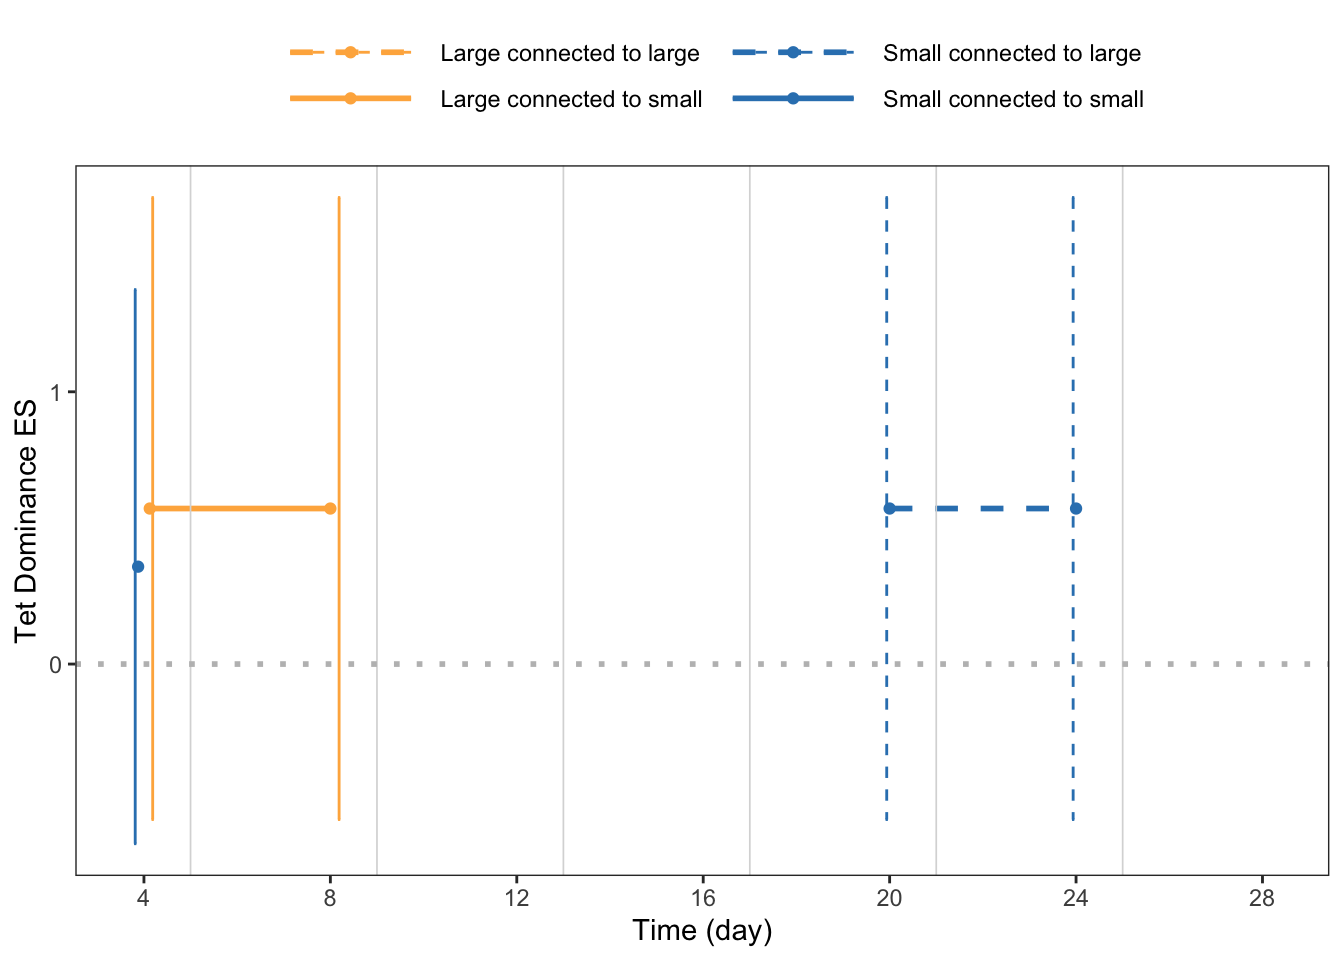 Large connected to large
Small connected to large
Large connected to small
Small connected to small
Tet Dominance ES
1
0
4 8 12 16 20 24 28
Time (day)